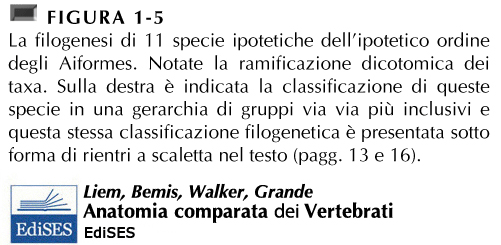 FIGURA 1-5
La filogenesi di 11 specie ipotetiche dell'ipotetico ordine
degli Aiformes. Notate la ramificazione dicotomica dei
taxa. Sulla destra è indicata la classificazione di queste
specie in una gerarchia di gruppi via via più inclusivi e
questa stessa classificazione filogenetica è presentata sotto
forma di rientri a scaletta nel testo (pagg. 13 e 16).
EdiSES
Liem, Bemis, Walker, Grande
Anatomia comparata dei Vertebrati
EdiSES